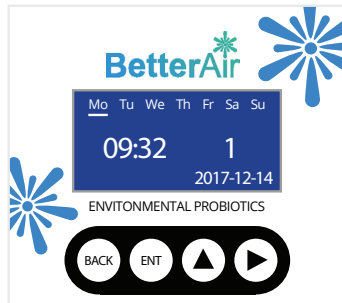 BetterAir
Mo Tu We Th Fr Sa Su
09:32 1
2017-12-14
ENVITONMENTAL PROBIOTICS
BACK ENT